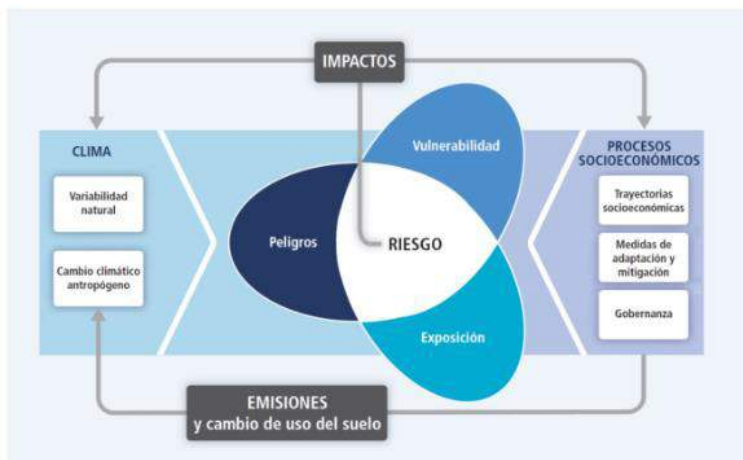 IMPACTOS
CLIMA
Variabilidad
natural
Cambio climático
antropógeno
Vulnerabilidad
Peligros
RIESGO
Exposición
PROCESOS
SOCIOECONÓMICOS
Trayectorias
socioeconómicas
Medidas de
adaptación y
mitigación
Gobernanza
EMISIONES
y cambio de uso del suelo